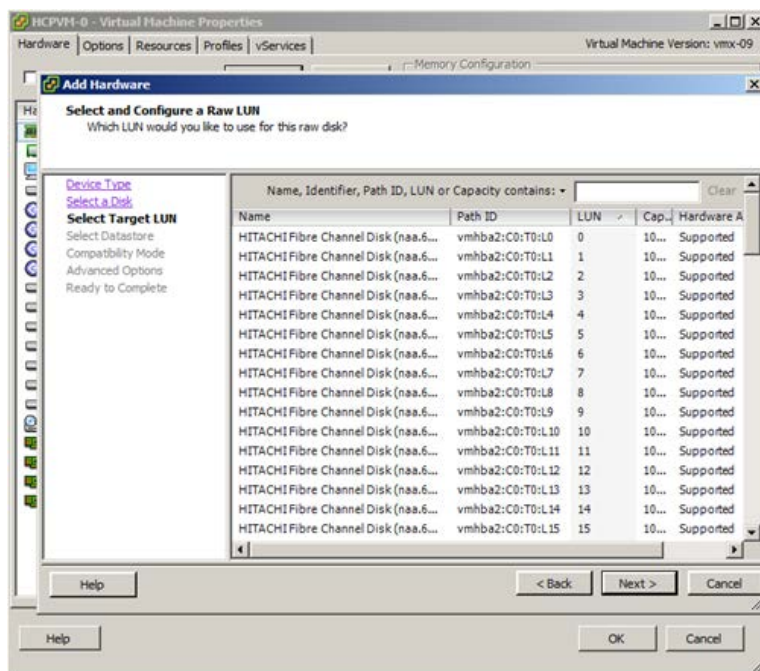 HCPVM-0 - Virtual Machine Properties
Hardware Options Resources Profiles vServices Virtual Machine Version: vmx-09
Memory Configuration
Add Hardware
Select and Configure a Raw LUN
Which LUN would you like to use for this raw disk?
Device Type
Select a Disk
Select Target LUN
Select Datastore
Compatibility Mode
Advanced Options
Ready to Complete
Name, Identifier, Path ID, LUN or Capacity contains: Clear
Name Path ID LUN Cap... Hardware A
HITACHI Fibre Channel Disk (naa.6... vmhba2:C0:T0:L0 0 10... Supported
HITACHI Fibre Channel Disk (naa.6... vmhba2:C0:T0:L1 1 10... Supported
HITACHI Fibre Channel Disk (naa.6... vmhba2:C0:T0:L2 2 10... Supported
HITACHI Fibre Channel Disk (naa.6... vmhba2:C0:T0:L3 3 10... Supported
HITACHI Fibre Channel Disk (naa.6... vmhba2:C0:T0:L4 4 10... Supported
HITACHI Fibre Channel Disk (naa.6... vmhba2:C0:T0:L5 5 10... Supported
HITACHI Fibre Channel Disk (naa.6... vmhba2:C0:T0:L6 6 10... Supported
HITACHI Fibre Channel Disk (naa.6... vmhba2:C0:T0:L7 7 10... Supported
HITACHI Fibre Channel Disk (naa.6... vmhba2:C0:T0:L8 8 10... Supported
HITACHI Fibre Channel Disk (naa.6... vmhba2:C0:T0:L9 9 10... Supported
HITACHI Fibre Channel Disk (naa.6... vmhba2:C0:T0:L10 10 10... Supported
HITACHI Fibre Channel Disk (naa.6... vmhba2:C0:T0:L11 11 10... Supported
HITACHI Fibre Channel Disk (naa.6... vmhba2:C0:T0:L12 12 10... Supported
HITACHI Fibre Channel Disk (naa.6... vmhba2:C0:T0:L13 13 10... Supported
HITACHI Fibre Channel Disk (naa.6... vmhba2:C0:T0:L14 14 10... Supported
HITACHI Fibre Channel Disk (naa.6... vmhba2:C0:T0:L15 15 10... Supported
Help < Back Next > Cancel
Help OK Cancel